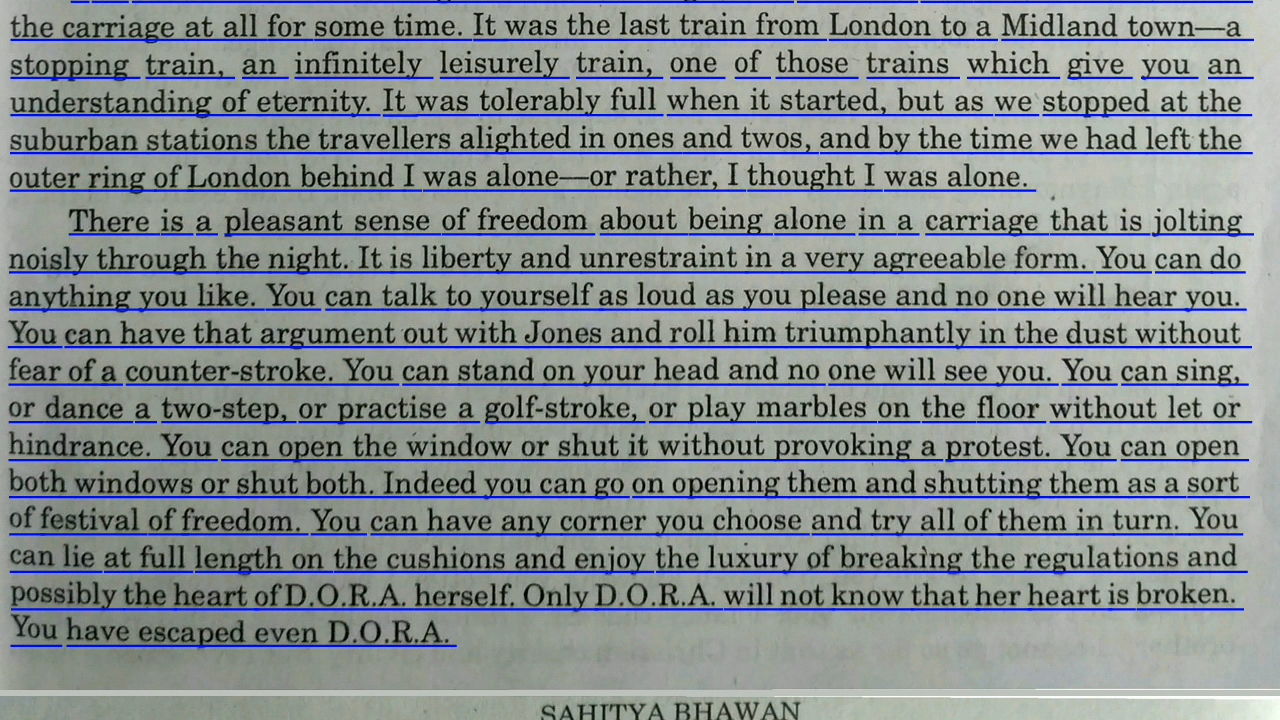 the carriage at all for some time. It was the last train from London to a Midland town—a
stopping train, an infinitely leisurely train, one of those trains which give you an
understanding of eternity. It was tolerably full when it started, but as we stopped at the
suburban stations the travellers alighted in ones and twos, and by the time we had left the
outer ring of London behind I was alone—or rather, I thought I was alone.
There is a pleasant sense of freedom about being alone in a carriage that is jolting
noisly through the night. It is liberty and unrestraint in a very agreeable form. You can do
anything you like. You can talk to yourself as loud as you please and no one will hear you.
You can have that argument out with Jones and roll him triumphantly in the dust without
fear of a counter-stroke. You can stand on your head and no one will see you. You can sing,
or dance a two-step, or practise a golf-stroke, or play marbles on the floor without let or
hindrance. You can open the window or shut it without provoking a protest. You can open
both windows or shut both. Indeed you can go on opening them and shutting them as a sort
of festival of freedom. You can have any corner you choose and try all of them in turn. You
can lie at full length on the cushions and enjoy the luxury of breaking the regulations and
possibly the heart of D.O.R.A. herself. Only D.O.R.A. will not know that her heart is broken.
You have escaped even D.O.R.A.
SAHITYA BHAWAN